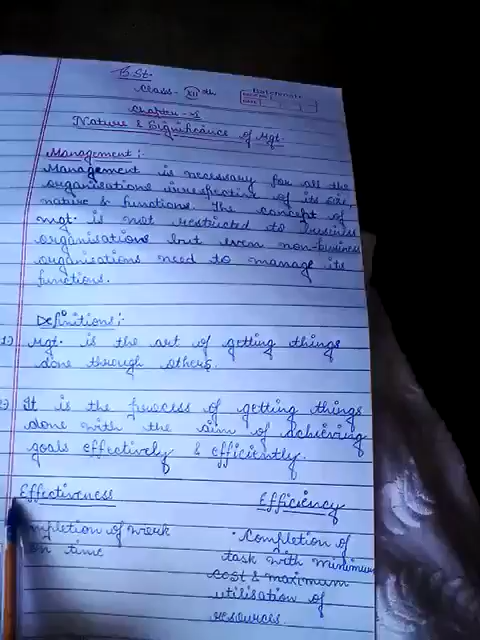 B.St.
Class - XII th
Chapter - 1
Nature & Significance of Mgt.
Management :-
Management is necessary for all the
organisations irrespective of its size,
nature & functions. The concept of
mgt. is not restricted to business
organisations but even non-business
organisations need to manage its
functions.
Definitions :-
1) Mgt. is the art of getting things
done through others.
2) It is the process of getting things
done with the aim of achieving
goals effectively & efficiently.
Effectiveness Efficiency
completion of work
on time
· Completion of
task with minimum
cost & maximum
utilisation of
resources.